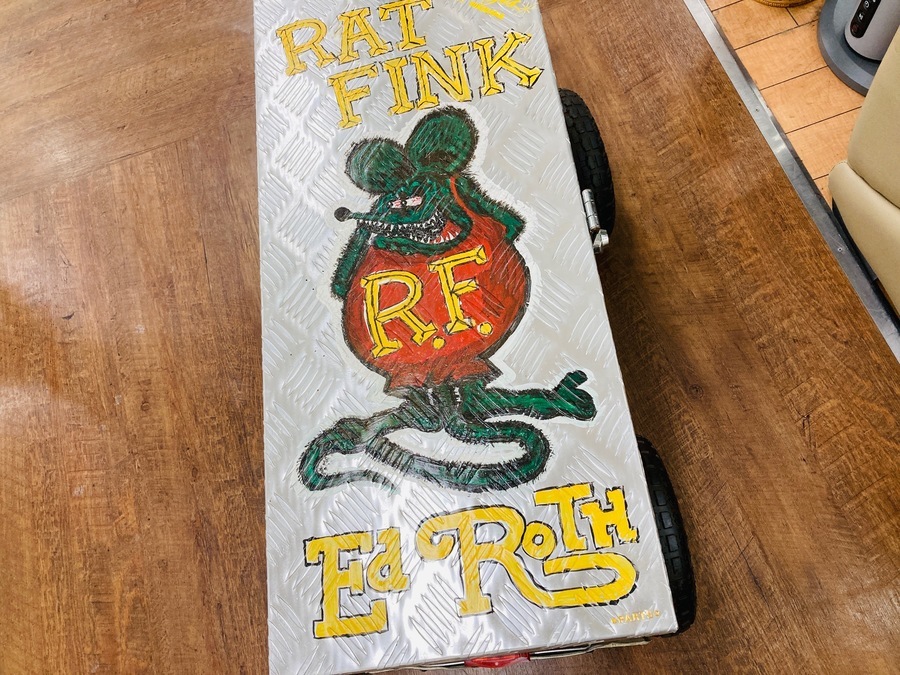 RAT
FINK
R.F.
Ed RoTH